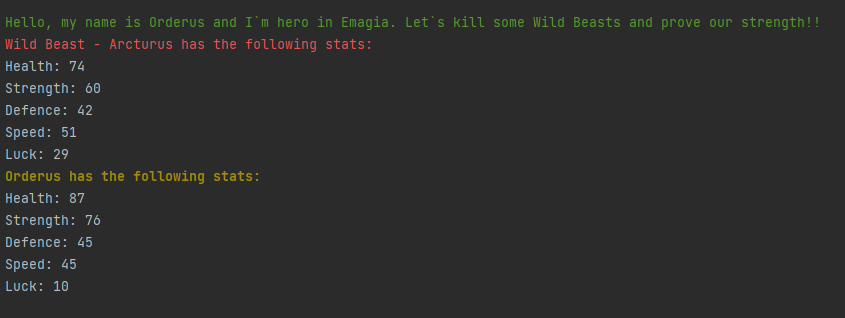 Hello, my name is Orderus and I`m hero in Emagia. Let`s kill some Wild Beasts and prove our strength!!
Wild Beast - Arcturus has the following stats:
Health: 74
Strength: 60
Defence: 42
Speed: 51
Luck: 29
Orderus has the following stats:
Health: 87
Strength: 76
Defence: 45
Speed: 45
Luck: 10